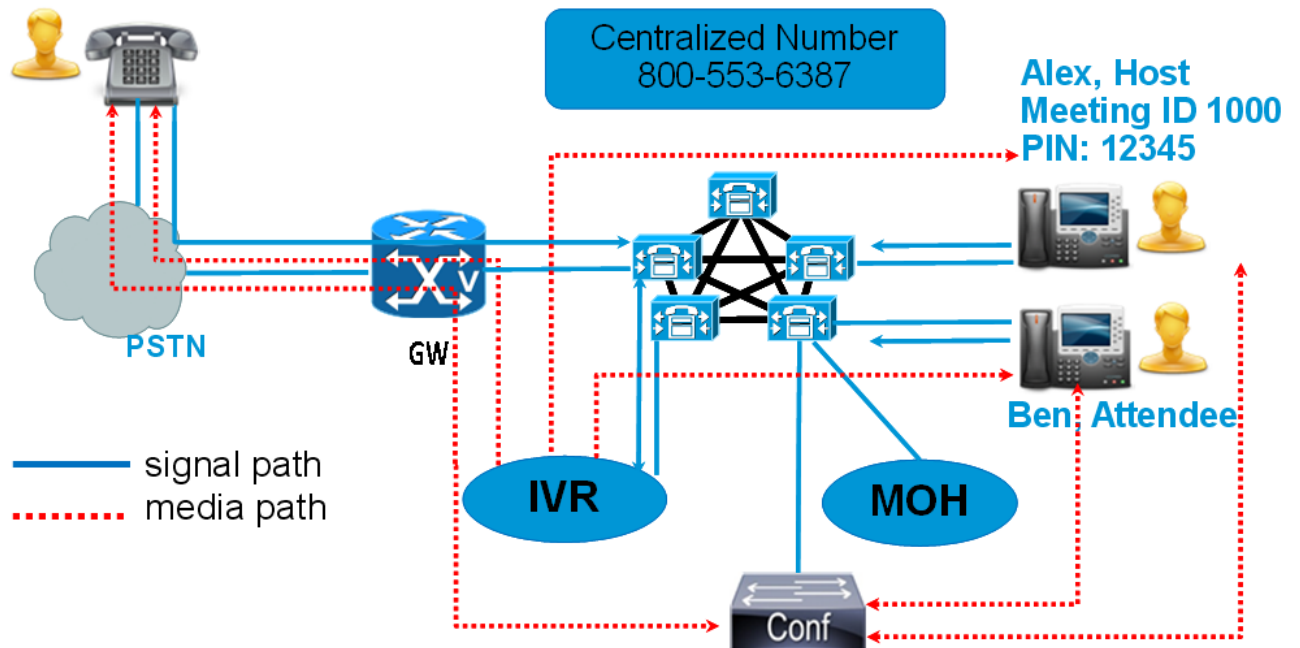 Centralized Number
800-553-6387
Alex, Host
Meeting ID 1000
PIN: 12345
V
PSTN
GW
Ben, Attendee
signal path
media path
IVR
MOH
Conf